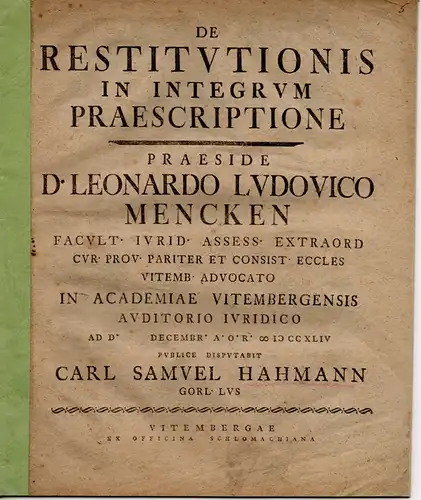 5
DE
RESTITVTIONIS
IN INTEGRVM
PRAESCRIPTIONE
PRAESIDE
D· LEONARDO LVDOVICO
MENCKEN
FACVLT· IVRID· ASSESS· EXTRAORD
CVR· PROV· PARITER ET CONSIST· ECCLES
VITEMB· ADVOCATO
IN ACADEMIAE VITEMBERGENSIS
AVDITORIO IVRIDICO
AD D· DECEMBR· A· O· R· ꝏ IↃ CCXLIV
PVBLICE DISPVTABIT
CARL SAMVEL HAHMANN
GORL· LVS
VITEMBERGAE
EX OFFICINA SCHLOMACHIANA